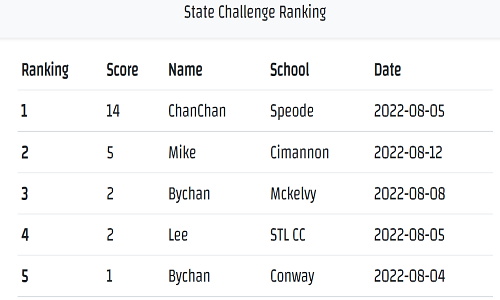 State Challenge Ranking
Ranking Score Name School Date
1 14 ChanChan Speode 2022-08-05
2 5 Mike Cimannon 2022-08-12
3 2 Bychan Mckelvy 2022-08-08
4 2 Lee STL CC 2022-08-05
5 1 Bychan Conway 2022-08-04